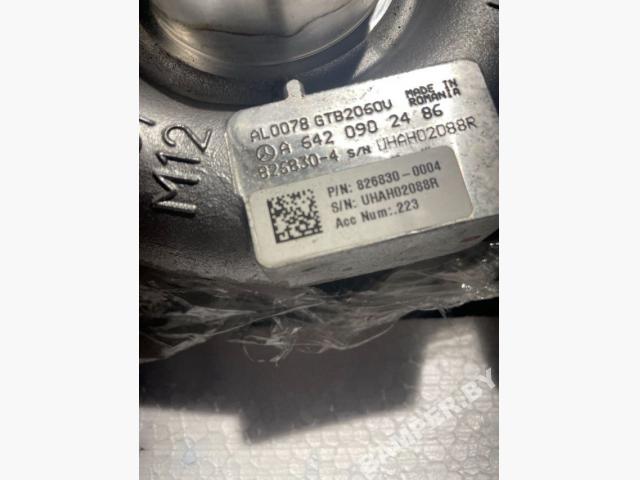 AL0078 GTB2060V MADE IN
ROMANIA
A 642 090 24 86
826830-4 S/N UHAH02088R
P/N: 826830-0004
S/N: UHAH02088R
Acc Num:.223
M12
BAMBER.BY